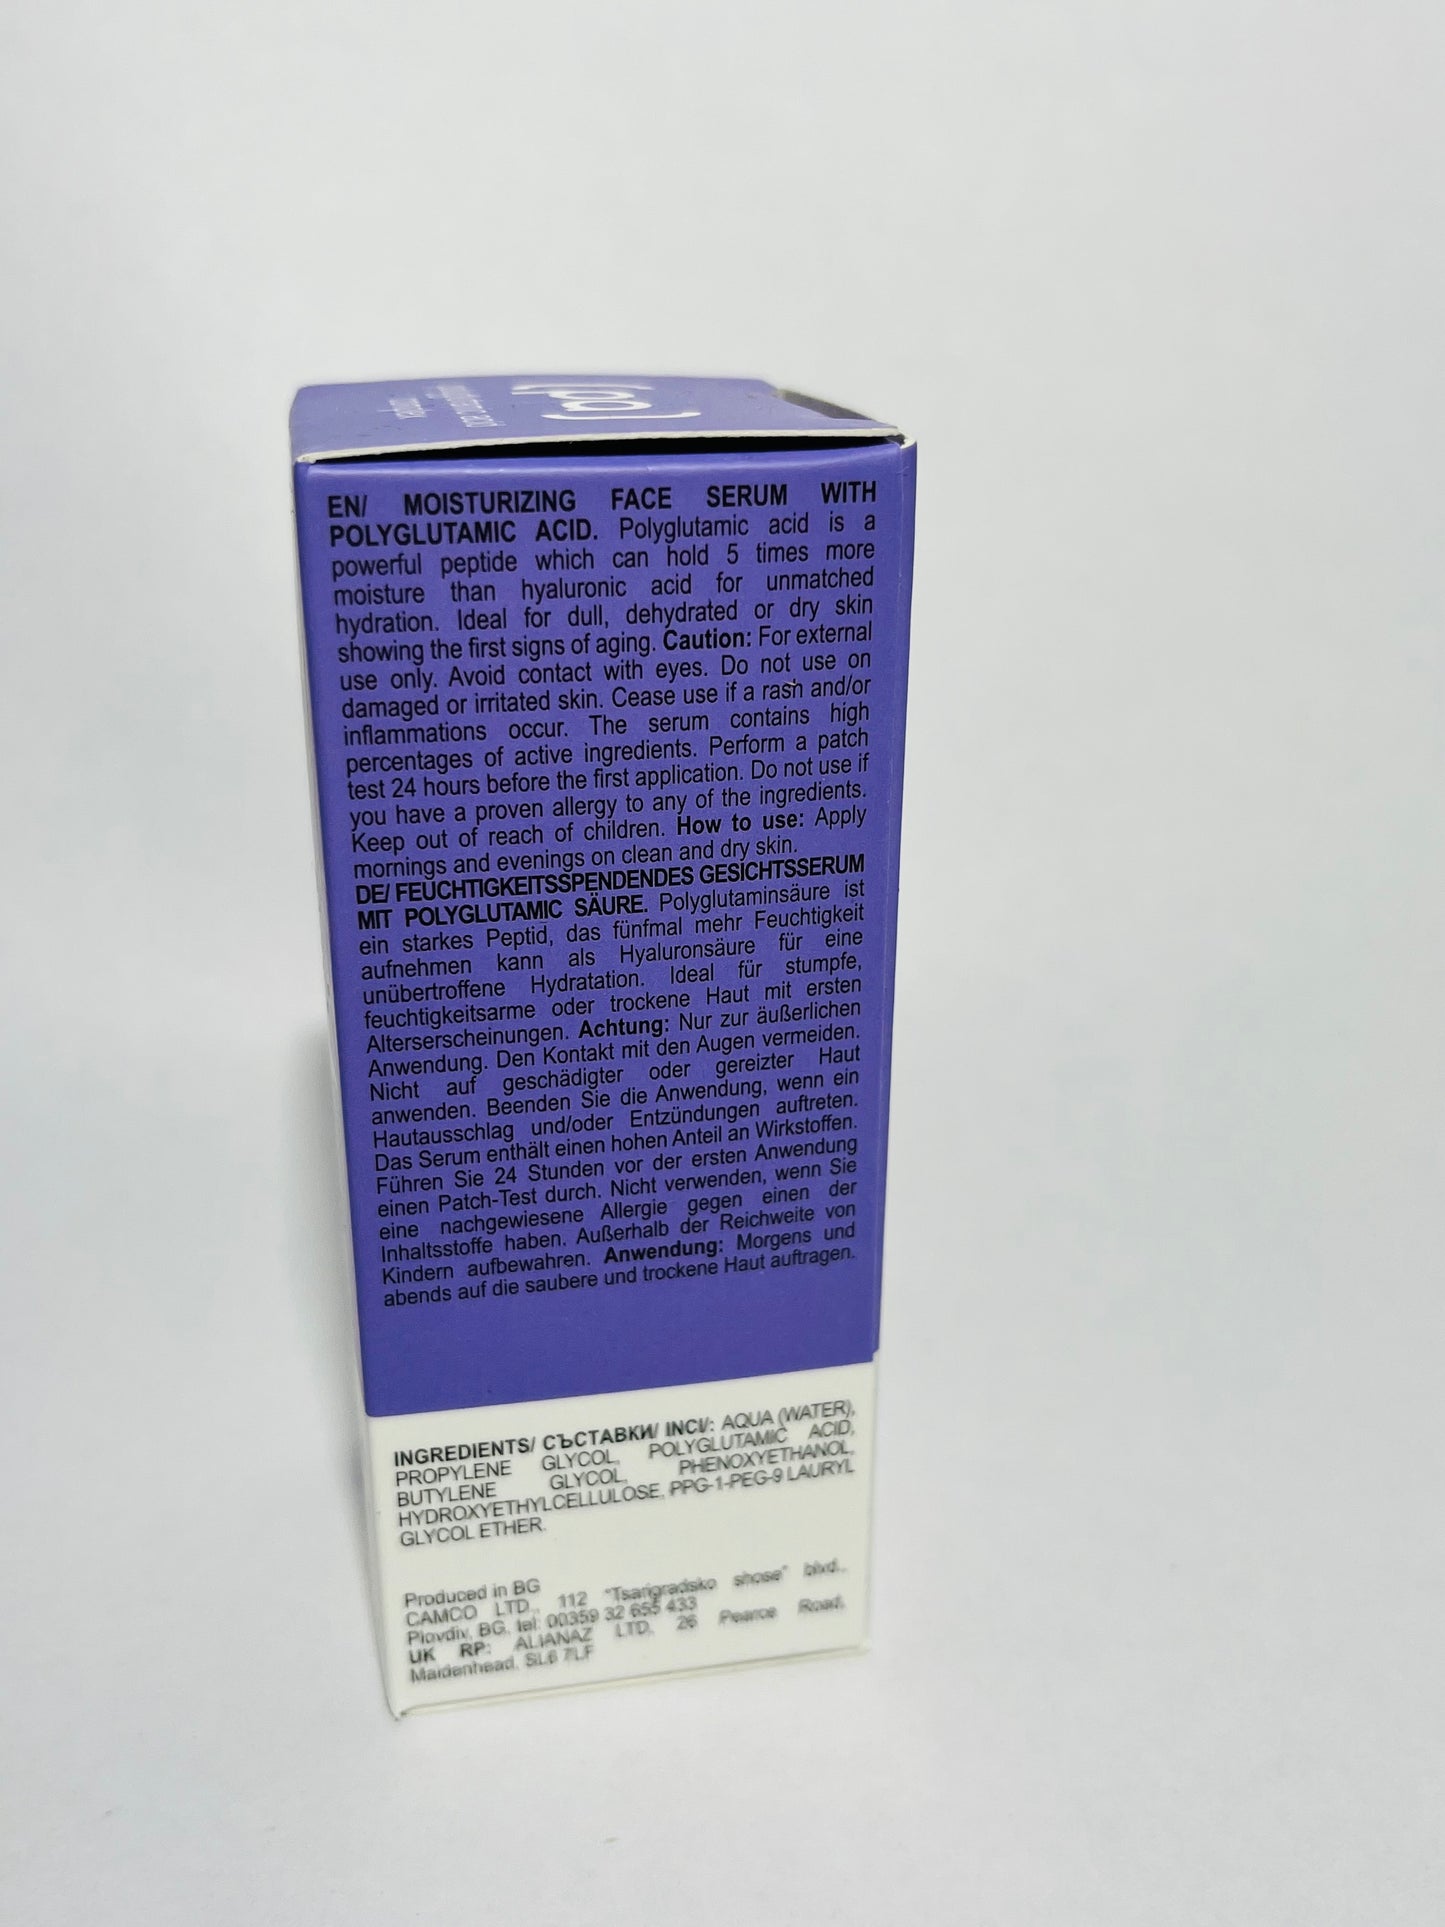 (pa)
polyglutamic acid
complex
EN/ MOISTURIZING FACE SERUM WITH
POLYGLUTAMIC ACID. Polyglutamic acid is a
powerful peptide which can hold 5 times more
moisture than hyaluronic acid for unmatched
hydration. Ideal for dull, dehydrated or dry skin
showing the first signs of aging. Caution: For external
use only. Avoid contact with eyes. Do not use on
damaged or irritated skin. Cease use if a rash and/or
inflammations occur. The serum contains high
percentages of active ingredients. Perform a patch
test 24 hours before the first application. Do not use if
you have a proven allergy to any of the ingredients.
Keep out of reach of children. How to use: Apply
mornings and evenings on clean and dry skin.
DE/ FEUCHTIGKEITSSPENDENDES GESICHTSSERUM
MIT POLYGLUTAMIC SÄURE. Polyglutaminsäure ist
ein starkes Peptid, das fünfmal mehr Feuchtigkeit
aufnehmen kann als Hyaluronsäure für eine
unübertroffene Hydratation. Ideal für stumpfe,
feuchtigkeitsarme oder trockene Haut mit ersten
Alterserscheinungen. Achtung: Nur zur äußerlichen
Anwendung. Den Kontakt mit den Augen vermeiden.
Nicht auf geschädigter oder gereizter Haut
anwenden. Beenden Sie die Anwendung, wenn ein
Hautausschlag und/oder Entzündungen auftreten.
Das Serum enthält einen hohen Anteil an Wirkstoffen.
Führen Sie 24 Stunden vor der ersten Anwendung
einen Patch-Test durch. Nicht verwenden, wenn Sie
eine nachgewiesene Allergie gegen einen der
Inhaltsstoffe haben. Außerhalb der Reichweite von
Kindern aufbewahren. Anwendung: Morgens und
abends auf die saubere und trockene Haut auftragen.
INGREDIENTS/ СЪСТАВКИ/ INCI/: AQUA (WATER),
PROPYLENE GLYCOL, POLYGLUTAMIC ACID,
BUTYLENE GLYCOL, PHENOXYETHANOL,
HYDROXYETHYLCELLULOSE, PPG-1-PEG-9 LAURYL
GLYCOL ETHER.
Produced in BG
CAMCO LTD., 112 "Tsarigradsko shose" blvd.,
Plovdiv, BG, tel: 00359 32 655 433
UK RP: ALIANAZ LTD, 26 Pearce Road,
Maidenhead, SL6 7LF